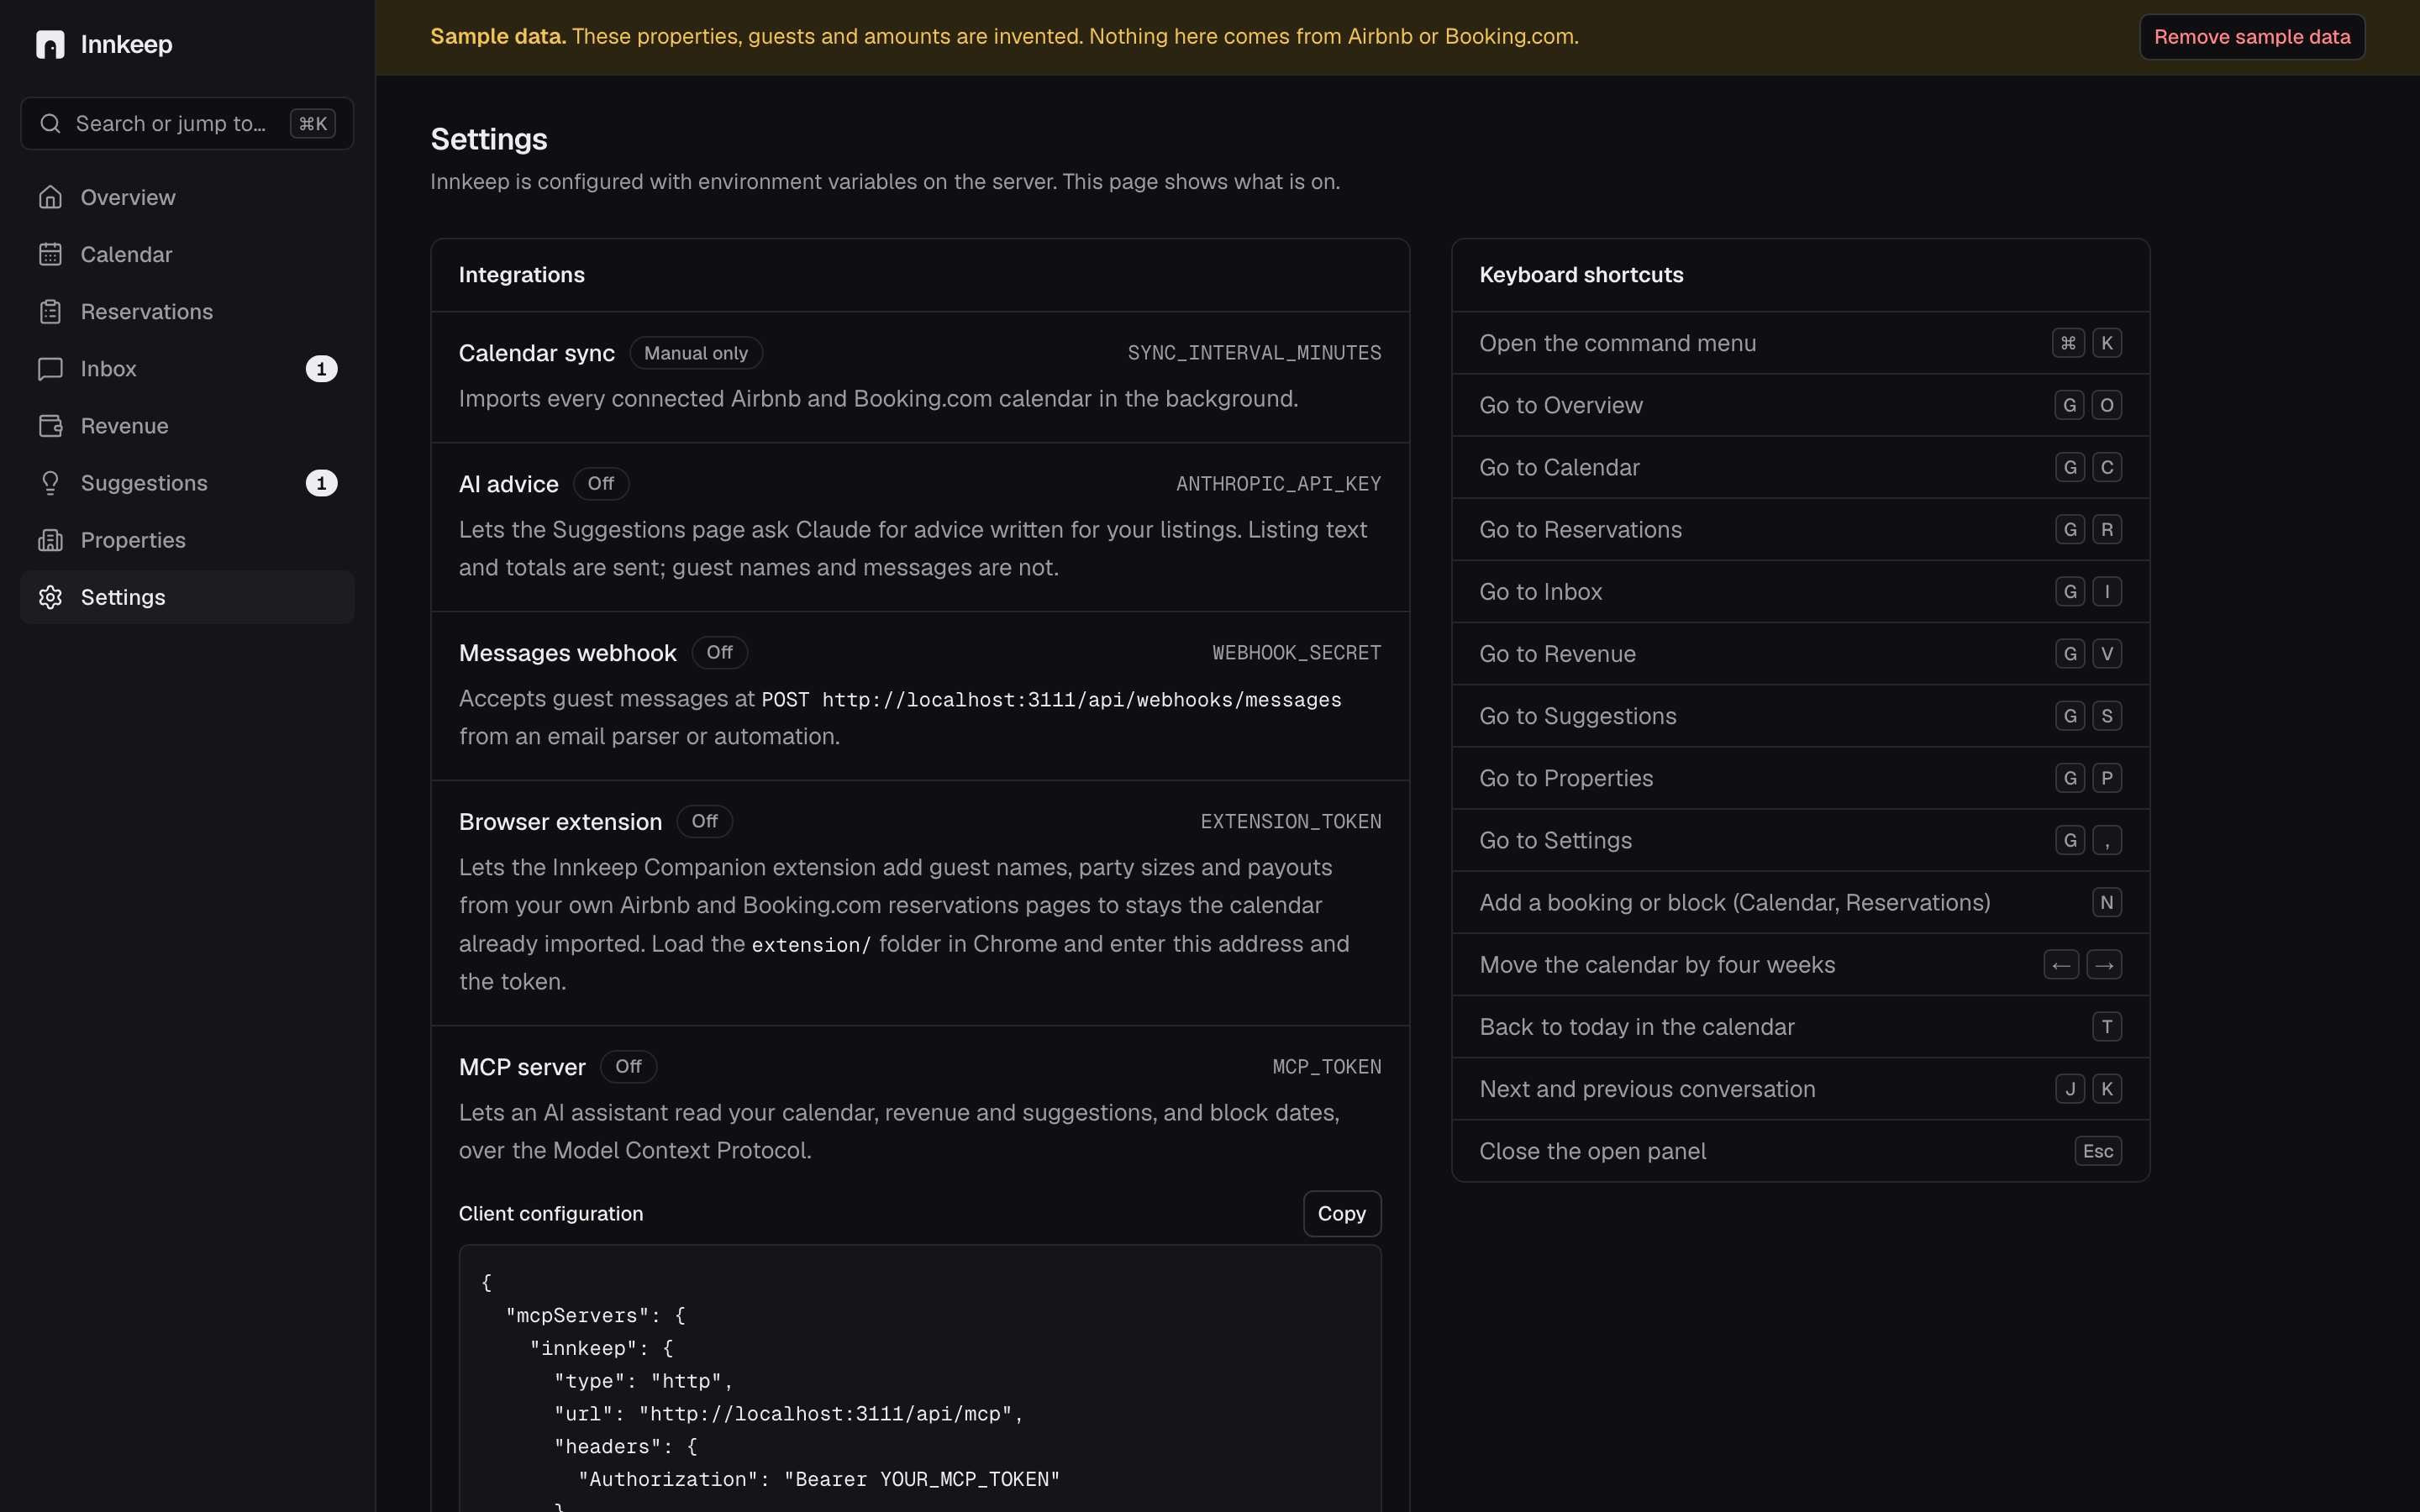 Innkeep
Search or jump to...
⌘K
Overview
Calendar
Reservations
Inbox
1
Revenue
Suggestions
1
Properties
Settings
Sample data. These properties, guests and amounts are invented. Nothing here comes from Airbnb or Booking.com.
Remove sample data
Settings
Innkeep is configured with environment variables on the server. This page shows what is on.
Integrations
Calendar sync
Manual only
SYNC_INTERVAL_MINUTES
Imports every connected Airbnb and Booking.com calendar in the background.
AI advice
Off
ANTHROPIC_API_KEY
Lets the Suggestions page ask Claude for advice written for your listings. Listing text
and totals are sent; guest names and messages are not.
Messages webhook
Off
WEBHOOK_SECRET
Accepts guest messages at POST http://localhost:3111/api/webhooks/messages
from an email parser or automation.
Browser extension
Off
EXTENSION_TOKEN
Lets the Innkeep Companion extension add guest names, party sizes and payouts
from your own Airbnb and Booking.com reservations pages to stays the calendar
already imported. Load the extension/ folder in Chrome and enter this address and
the token.
MCP server
Off
MCP_TOKEN
Lets an AI assistant read your calendar, revenue and suggestions, and block dates,
over the Model Context Protocol.
Client configuration
Copy
{
"mcpServers": {
"innkeep": {
"type": "http",
"url": "http://localhost:3111/api/mcp",
"headers": {
"Authorization": "Bearer YOUR_MCP_TOKEN"
}
Keyboard shortcuts
Open the command menu
⌘ K
Go to Overview
G O
Go to Calendar
G C
Go to Reservations
G R
Go to Inbox
G I
Go to Revenue
G V
Go to Suggestions
G S
Go to Properties
G P
Go to Settings
G ,
Add a booking or block (Calendar, Reservations)
N
Move the calendar by four weeks
← →
Back to today in the calendar
T
Next and previous conversation
J K
Close the open panel
Esc